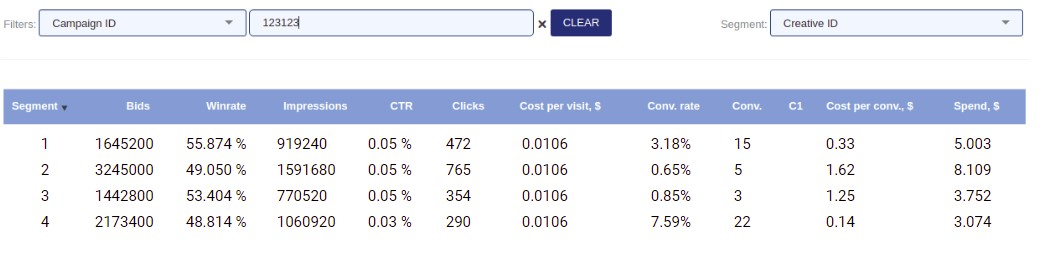 Filters: Campaign ID 123123 × CLEAR Segment: Creative ID
Segment Bids Winrate Impressions CTR Clicks Cost per visit, $ Conv. rate Conv. C1 Cost per conv., $ Spend, $
1 1645200 55.874 % 919240 0.05 % 472 0.0106 3.18% 15 0.33 5.003
2 3245000 49.050 % 1591680 0.05 % 765 0.0106 0.65% 5 1.62 8.109
3 1442800 53.404 % 770520 0.05 % 354 0.0106 0.85% 3 1.25 3.752
4 2173400 48.814 % 1060920 0.03 % 290 0.0106 7.59% 22 0.14 3.074